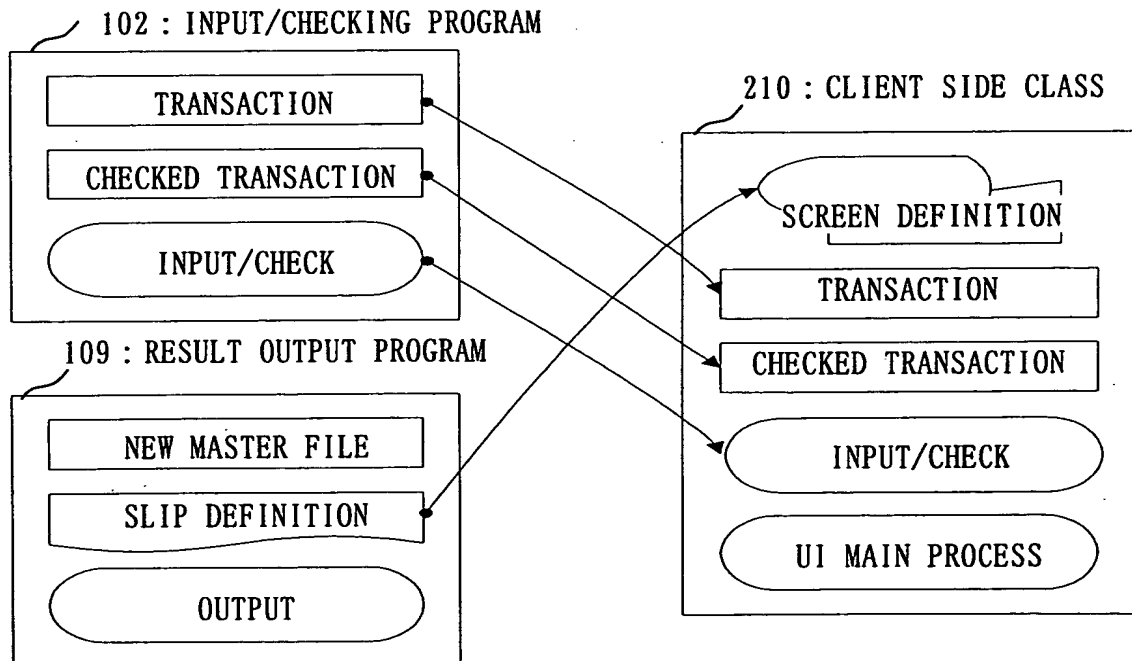 102 : INPUT/CHECKING PROGRAM
TRANSACTION
CHECKED TRANSACTION
INPUT/CHECK
109 : RESULT OUTPUT PROGRAM
NEW MASTER FILE
SLIP DEFINITION
OUTPUT
210 : CLIENT SIDE CLASS
SCREEN DEFINITION
TRANSACTION
CHECKED TRANSACTION
INPUT/CHECK
UI MAIN PROCESS